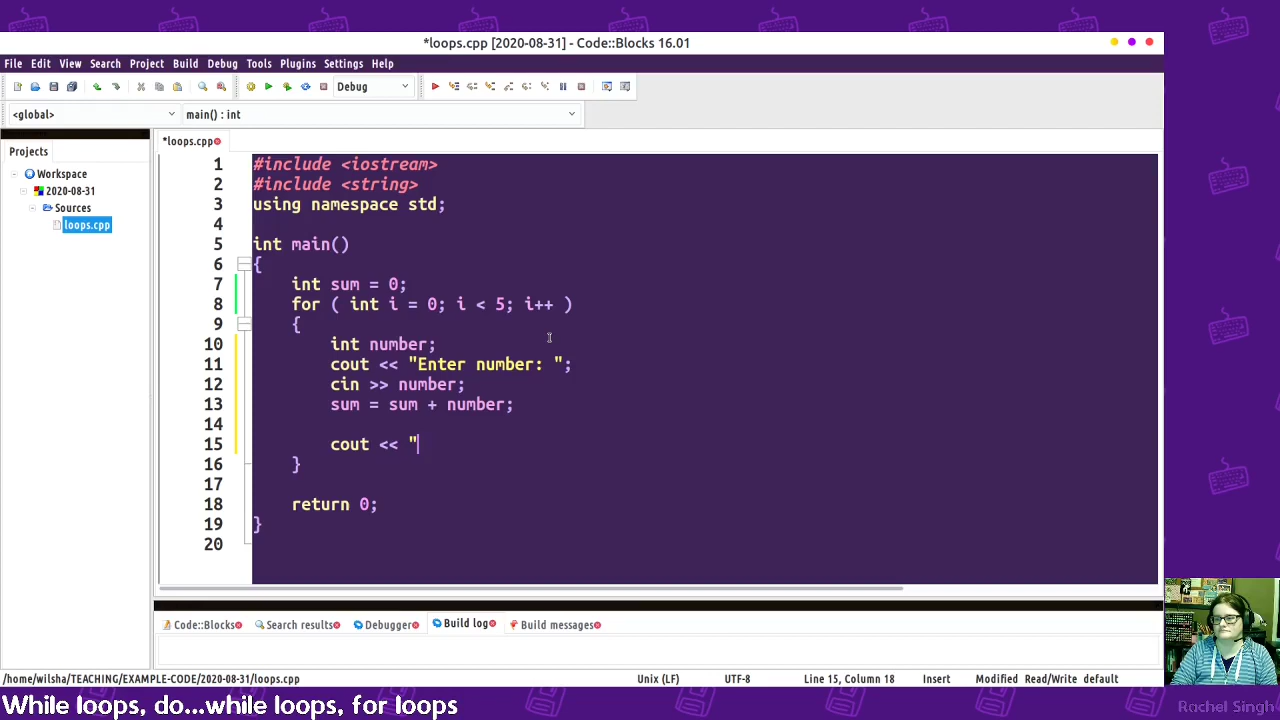 *loops.cpp [2020-08-31] - Code::Blocks 16.01
File Edit View Search Project Build Debug Tools Plugins Settings Help
Debug
<global> main() : int
*loops.cpp
Projects
Workspace
2020-08-31
Sources
loops.cpp
1 #include <iostream>
2 #include <string>
3 using namespace std;
4
5 int main()
6 {
7 int sum = 0;
8 for ( int i = 0; i < 5; i++ )
9 {
10 int number;
11 cout << "Enter number: ";
12 cin >> number;
13 sum = sum + number;
14
15 cout << "
16 }
17
18 return 0;
19 }
20
Code::Blocks Search results Debugger Build log Build messages
/home/wilsha/TEACHING/EXAMPLE-CODE/2020-08-31/loops.cpp Unix (LF) UTF-8 Line 15, Column 18 Insert Modified Read/Write default
While loops, do...while loops, for loops
Rachel Singh